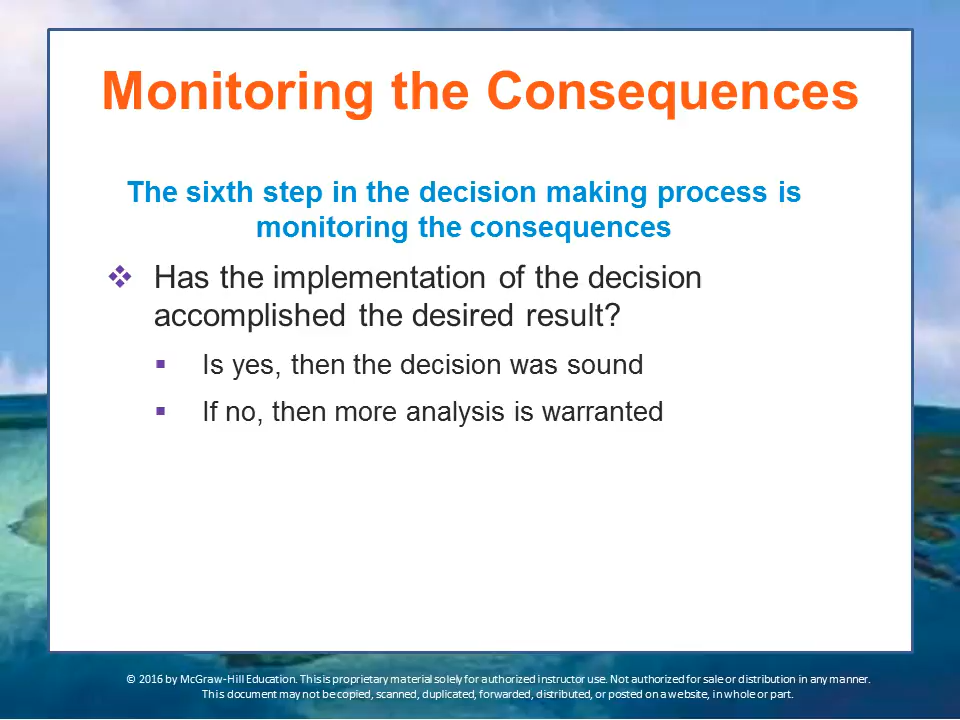 Monitoring the Consequences
The sixth step in the decision making process is
monitoring the consequences
❖ Has the implementation of the decision
accomplished the desired result?
▪ Is yes, then the decision was sound
▪ If no, then more analysis is warranted
© 2016 by McGraw-Hill Education. This is proprietary material solely for authorized instructor use. Not authorized for sale or distribution in any manner.
This document may not be copied, scanned, duplicated, forwarded, distributed, or posted on a website, in whole or part.